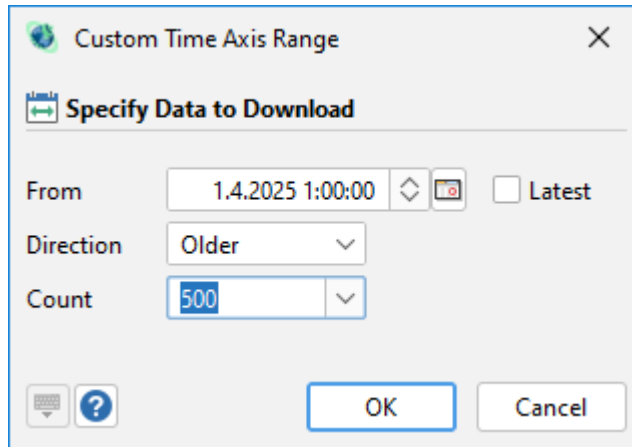 Custom Time Axis Range
Specify Data to Download
From 1.4.2025 1:00:00 Latest
Direction Older
Count 500
OK Cancel